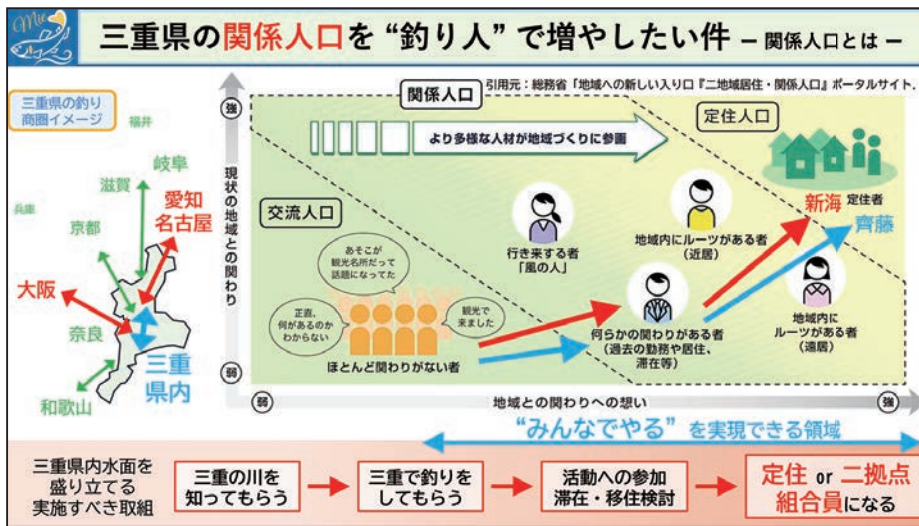 Mie
三重県の関係人口を“釣り人”で増やしたい件 － 関係人口とは －
引用元：総務省「地域への新しい入り口『二地域居住・関係人口』ポータルサイト.
三重県の釣り
商圏イメージ
福井
岐阜
滋賀
愛知
名古屋
兵庫
京都
大阪
奈良
三重
県内
和歌山
強
現状の地域との関わり
弱
関係人口
より多様な人材が地域づくりに参画
定住人口
新海
定住者
齊藤
交流人口
行き来する者
「風の人」
地域内にルーツがある者
（近居）
あそこが
観光名所だって
話題になってた
正直、
何があるのか
わからない
観光で
来ました
ほとんど関わりがない者
何らかの関わりがある者
（過去の勤務や居住、
滞在等）
地域内に
ルーツがある者
（遠居）
弱
地域との関わりへの想い
強
“みんなでやる”を実現できる領域
三重県内水面を
盛り立てる
実施すべき取組
三重の川を
知ってもらう
三重で釣りを
してもらう
活動への参加
滞在・移住検討
定住 or 二拠点
組合員になる